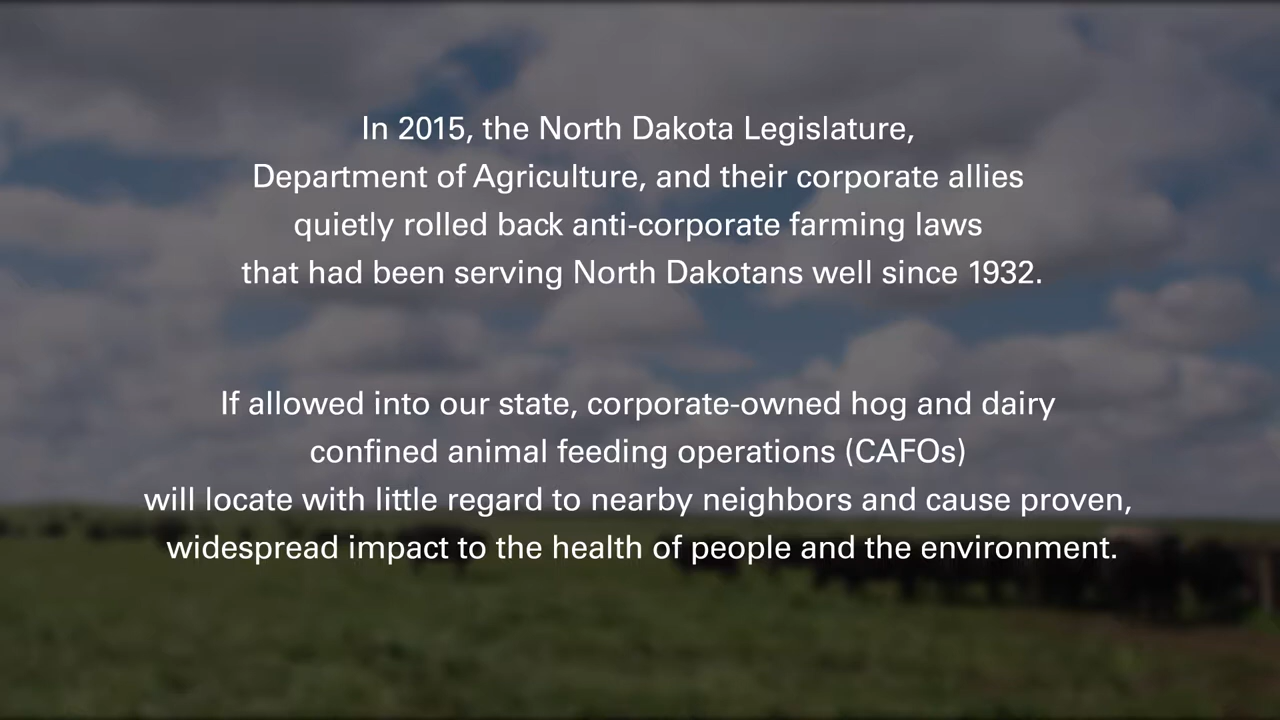 In 2015, the North Dakota Legislature,
Department of Agriculture, and their corporate allies
quietly rolled back anti-corporate farming laws
that had been serving North Dakotans well since 1932.
If allowed into our state, corporate-owned hog and dairy
confined animal feeding operations (CAFOs)
will locate with little regard to nearby neighbors and cause proven,
widespread impact to the health of people and the environment.